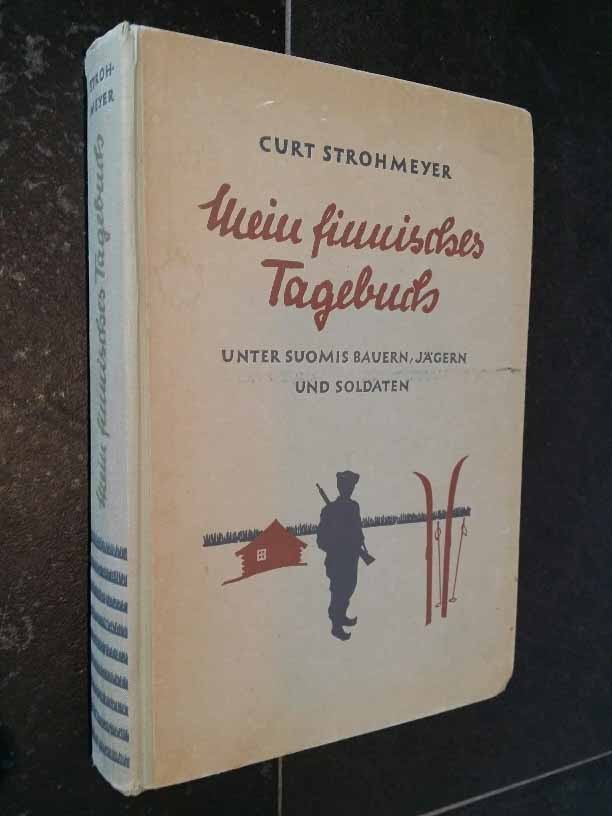 STROH-
MEYER
Mein finnisches Tagebuch
CURT STROHMEYER
Mein finnisches
Tagebuch
UNTER SUOMIS BAUERN, JÄGERN
UND SOLDATEN